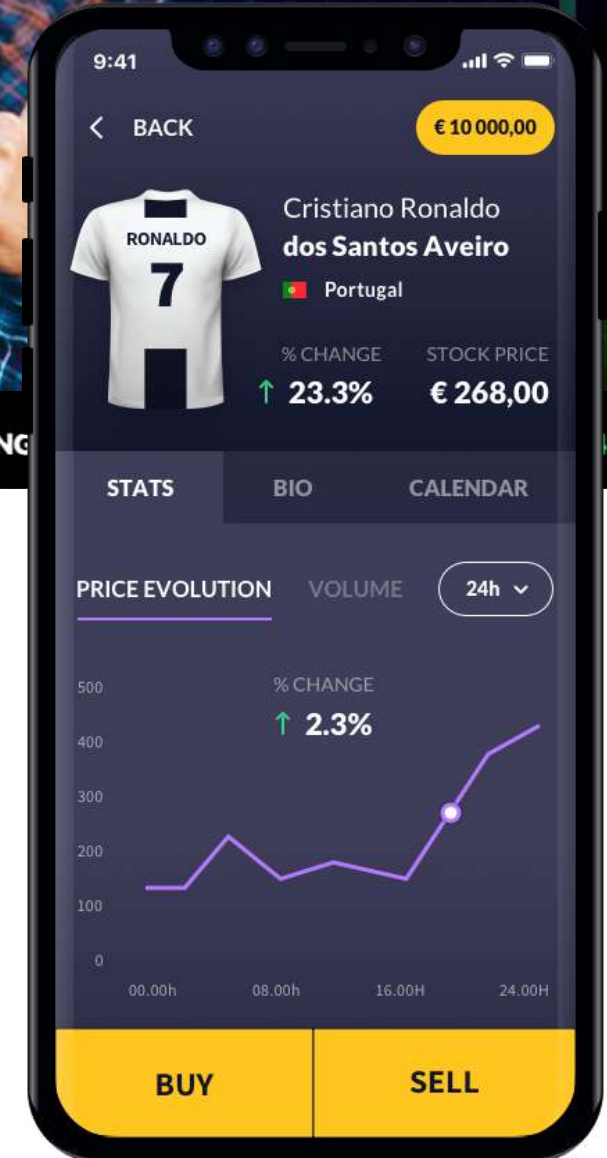 9:41
BACK
€ 10 000,00
RONALDO
7
Cristiano Ronaldo
dos Santos Aveiro
Portugal
% CHANGE STOCK PRICE
↑ 23.3% € 268,00
NG
STATS BIO CALENDAR
PRICE EVOLUTION VOLUME 24h
% CHANGE
↑ 2.3%
500
400
300
200
100
0
00.00h 08.00h 16.00H 24.00H
BUY SELL